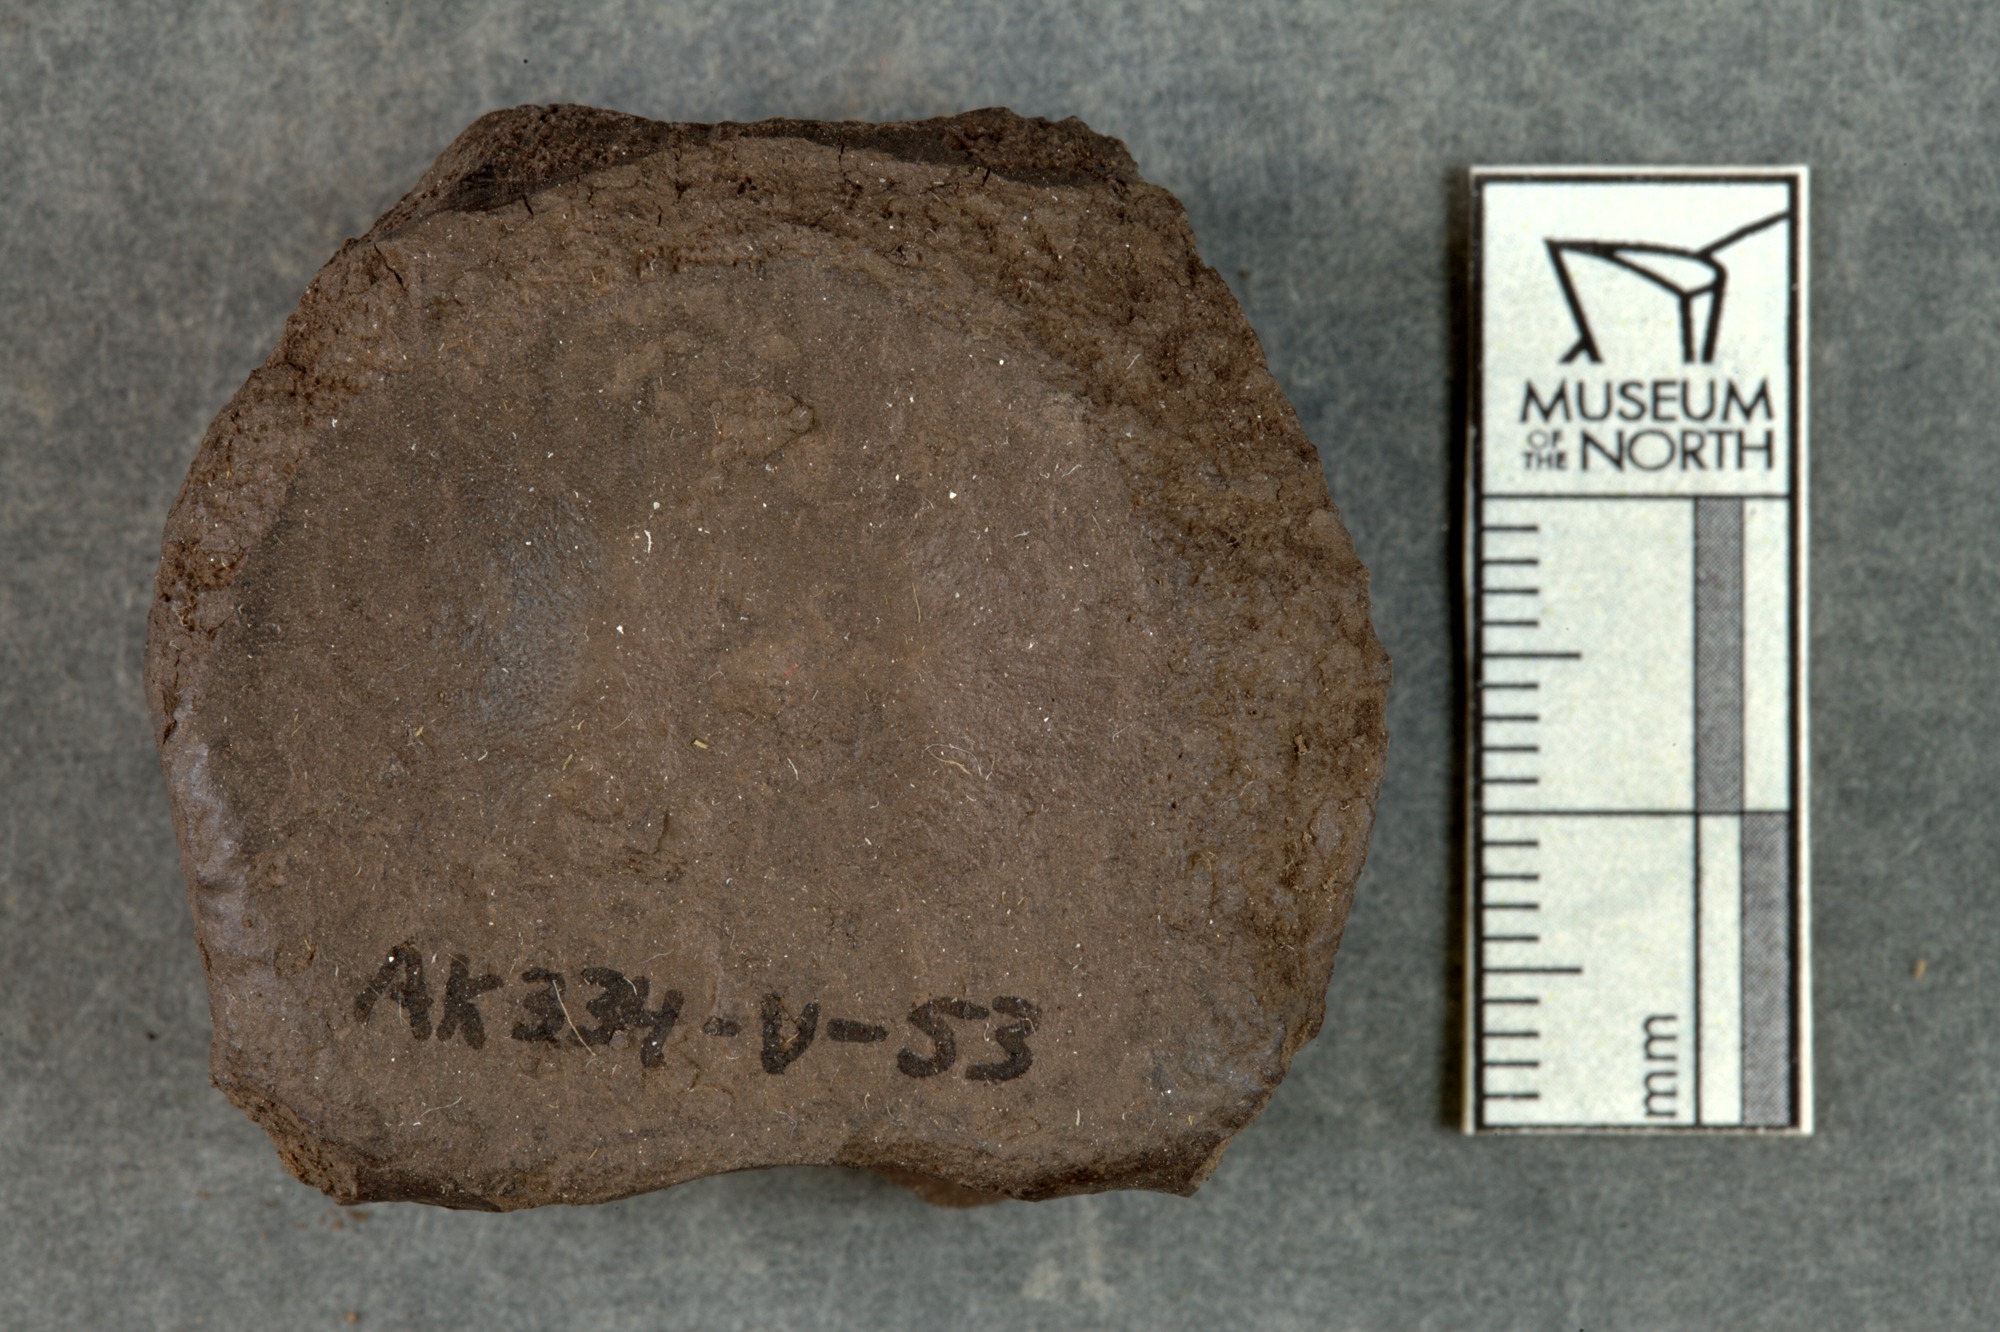 MUSEUM
OF THE NORTH
mm
AK334-V-53